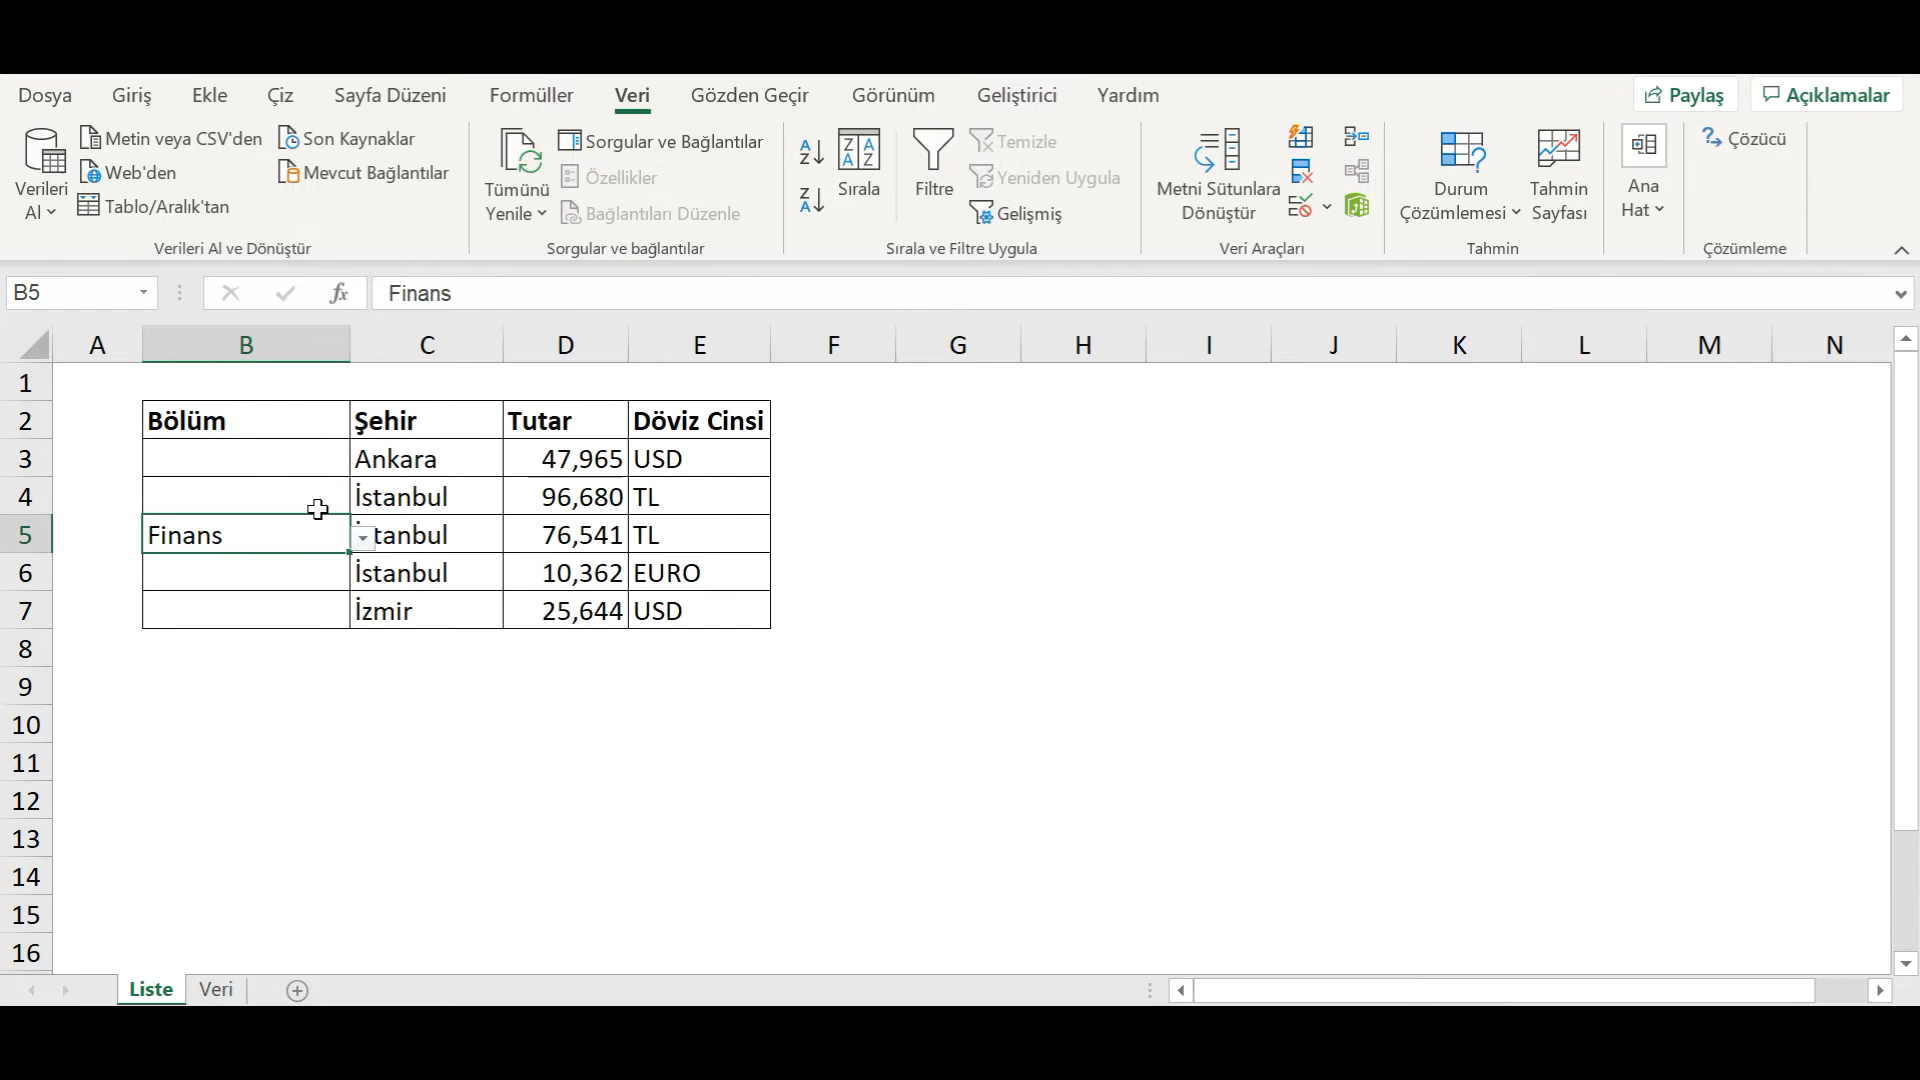 Dosya Giriş Ekle Çiz Sayfa Düzeni Formüller Veri Gözden Geçir Görünüm Geliştirici Yardım Paylaş Açıklamalar
Verileri Al
Metin veya CSV'den
Web'den
Tablo/Aralık'tan
Son Kaynaklar
Mevcut Bağlantılar
Verileri Al ve Dönüştür
Tümünü
Yenile
Sorgular ve Bağlantılar
Özellikler
Bağlantıları Düzenle
Sorgular ve bağlantılar
Sırala
Filtre
Temizle
Yeniden Uygula
Gelişmiş
Sırala ve Filtre Uygula
Metni Sütunlara
Dönüştür
Veri Araçları
Durum
Çözümlemesi
Tahmin
Sayfası
Tahmin
Ana
Hat
Çözücü
Çözümleme
B5 fx Finans
A B C D E F G H I J K L M N
1
2 Bölüm Şehir Tutar Döviz Cinsi
3 Ankara 47,965 USD
4 İstanbul 96,680 TL
5 Finans tanbul 76,541 TL
6 İstanbul 10,362 EURO
7 İzmir 25,644 USD
8
9
10
11
12
13
14
15
16
Liste Veri